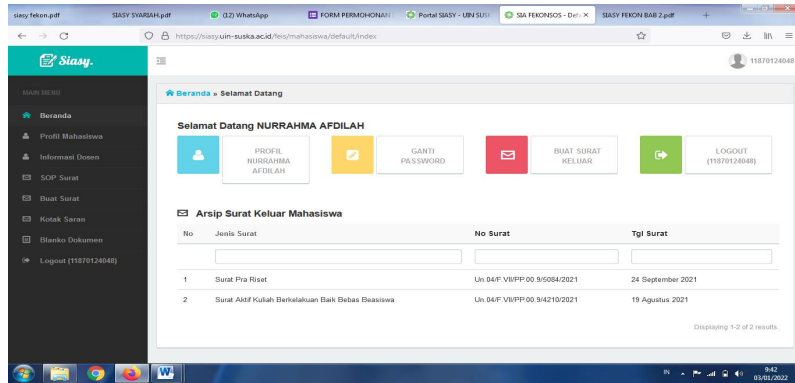 siasy fekon.pdf
SIASY SYARIAH.pdf
(12) WhatsApp
FORM PERMOHONAN
Portal SIASY - UIN SUS
SIA FEKONSOS - De
SIASY FEKON BAB 2.pdf
https://siasy.uin-suska.ac.id/feis/mahasiswa/default/index
Siasy.
11870124048
MAIN MENU
Beranda
Profil Mahasiswa
Informasi Dosen
SOP Surat
Buat Surat
Kotak Saran
Blanko Dokumen
Logout (11870124048)
Beranda » Selamat Datang
Selamat Datang NURRAHMA AFDILAH
PROFIL
NURRAHMA
AFDILAH
GANTI
PASSWORD
BUAT SURAT
KELUAR
LOGOUT
(11870124048)
Arsip Surat Keluar Mahasiswa
No Jenis Surat No Surat Tgl Surat
1 Surat Pra Riset Un.04/F.VII/PP.00.9/5084/2021 24 September 2021
2 Surat Aktif Kuliah Berkelakuan Baik Bebas Beasiswa Un.04/F.VII/PP.00.9/4210/2021 19 Agustus 2021
Displaying 1-2 of 2 results.
IN
9:42
03/01/2022